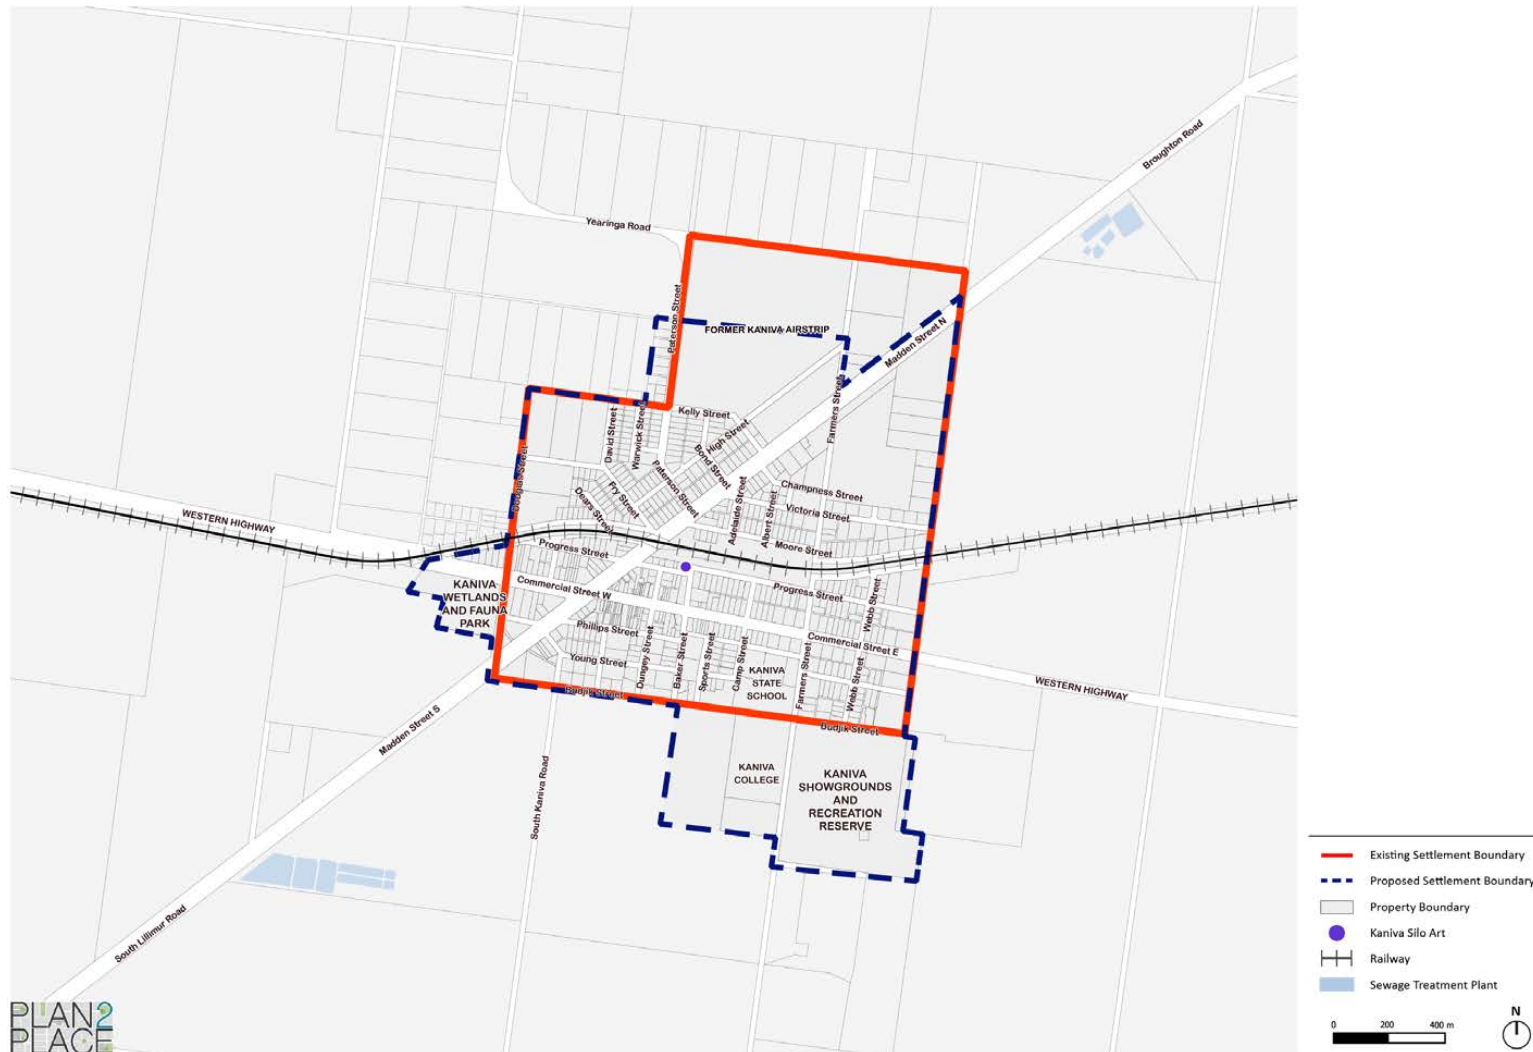 Broughton Road
Yearinga Road
Paterson Street
FORMER KANIVA AIRSTRIP
Madden Street N
Farmers Street
Kelly Street
High Street
David Street
Warwick Street
Bond Street
Paterson Street
Douglas Street
Fry Street
Dears Street
Champness Street
Victoria Street
Adelaide Street
Albert Street
Moore Street
WESTERN HIGHWAY
Progress Street
KANIVA
WETLANDS
AND FAUNA
PARK
Commercial Street W
Progress Street
Webb Street
Phillips Street
Commercial Street E
Young Street
Dungey Street
Baker Street
Sports Street
Camp Street
KANIVA
STATE
SCHOOL
Farmers Street
Webb Street
WESTERN HIGHWAY
Budjik Street
Budjik Street
Madden Street S
South Kaniva Road
KANIVA
COLLEGE
KANIVA
SHOWGROUNDS
AND
RECREATION
RESERVE
South Lillimur Road
Existing Settlement Boundary
Proposed Settlement Boundary
Property Boundary
Kaniva Silo Art
Railway
Sewage Treatment Plant
N
0 200 400 m
PLAN2
PLACE